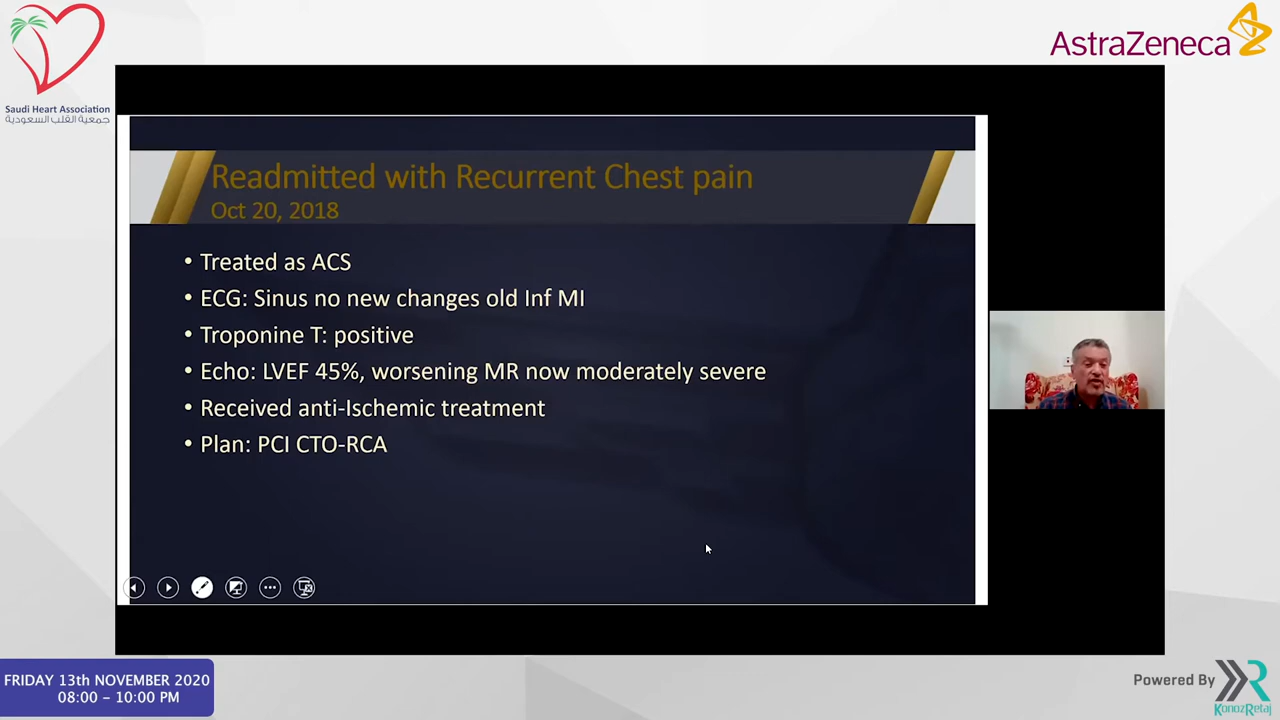 Saudi Heart Association
جمعية القلب السعودية
AstraZeneca
Readmitted with Recurrent Chest pain
Oct 20, 2018
• Treated as ACS
• ECG: Sinus no new changes old Inf MI
• Troponine T: positive
• Echo: LVEF 45%, worsening MR now moderately severe
• Received anti-Ischemic treatment
• Plan: PCI CTO-RCA
FRIDAY 13th NOVEMBER 2020
08:00 – 10:00 PM
Powered By
KonozRetaj